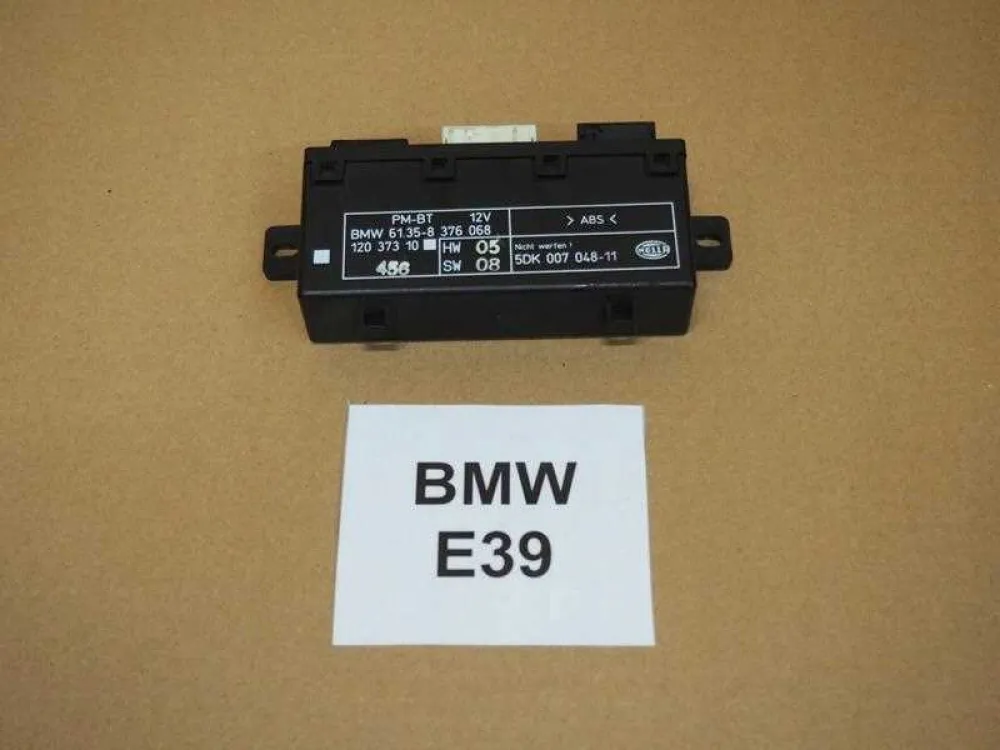 PM-BT 12V
BMW 61.35-8 376 068
120 373 10
HW 05
456
SW 08
> ABS <
Nicht werfen!
5DK 007 048-11
HELLA
BMW
E39